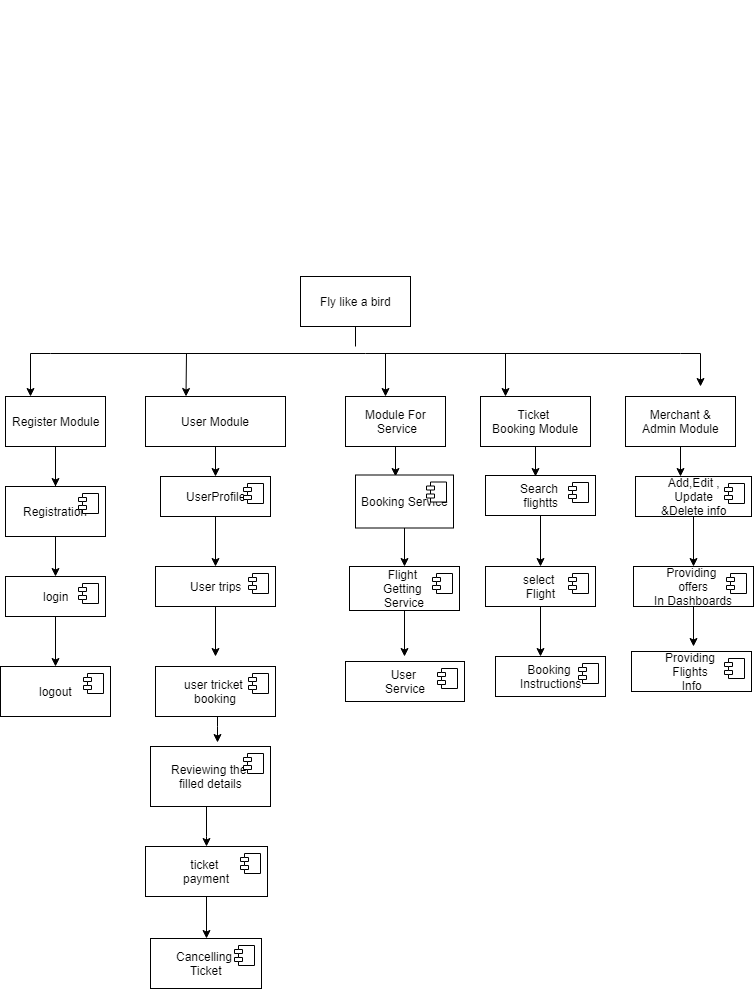 Fly like a bird
Register Module
User Module
Module For
Service
Ticket
Booking Module
Merchant &
Admin Module
Registration
login
logout
UserProfile
User trips
user tricket
booking
Reviewing the
filled details
ticket
payment
Cancelling
Ticket
Booking Service
Flight
Getting
Service
User
Service
Search
flightts
select
Flight
Booking
Instructions
Add,Edit ,
Update
&Delete info
Providing
offers
In Dashboards
Providing
Flights
Info